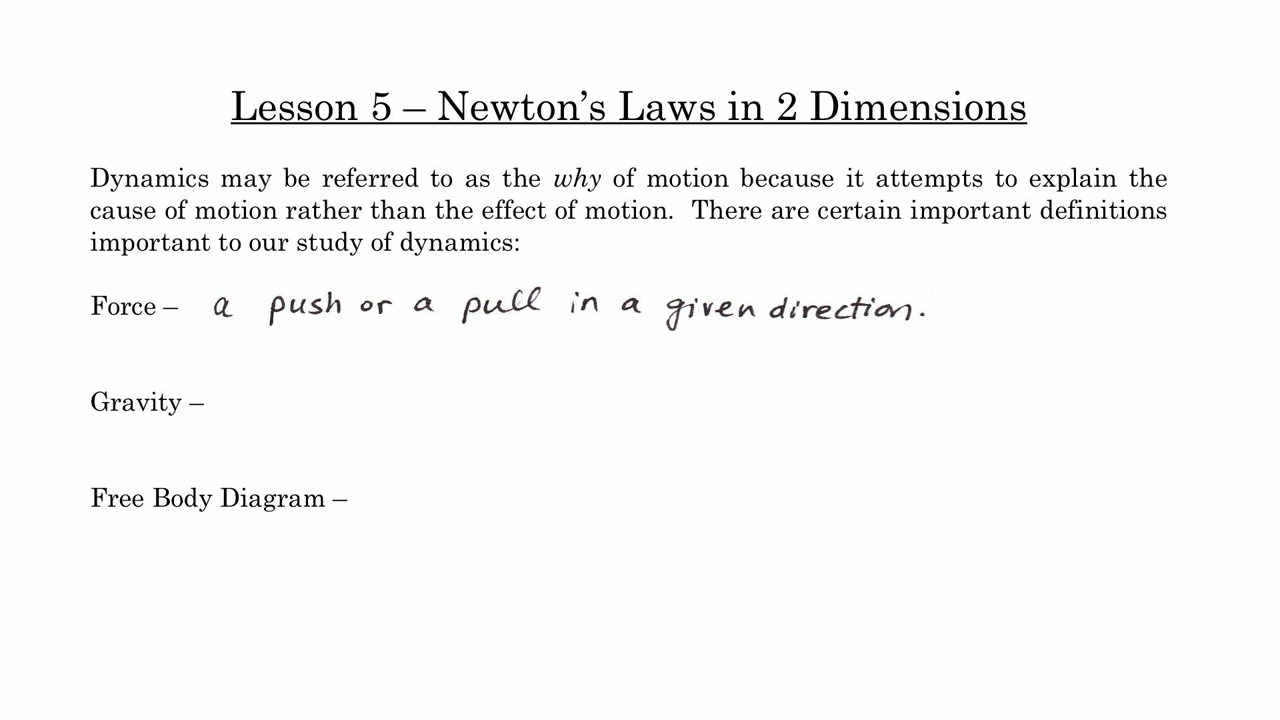 Lesson 5 – Newton's Laws in 2 Dimensions
Dynamics may be referred to as the why of motion because it attempts to explain the
cause of motion rather than the effect of motion. There are certain important definitions
important to our study of dynamics:
Force – a push or a pull in a given direction.
Gravity –
Free Body Diagram –